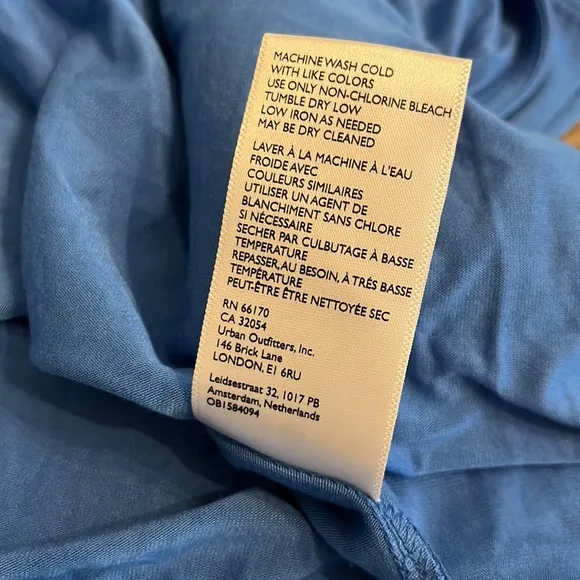 MACHINE WASH COLD
WITH LIKE COLORS
USE ONLY NON-CHLORINE BLEACH
TUMBLE DRY LOW
LOW IRON AS NEEDED
MAY BE DRY CLEANED
LAVER À LA MACHINE À L'EAU
FROIDE AVEC
COULEURS SIMILAIRES
UTILISER UN AGENT DE
BLANCHIMENT SANS CHLORE
SI NÉCESSAIRE
SECHER PAR CULBUTAGE À BASSE
TEMPERATURE
REPASSER, AU BESOIN, À TRÉS BASSE
TEMPÉRATURE
PEUT-ÊTRE ÊTRE NETTOYÉE SEC
RN 66170
CA 32054
Urban Outfitters, Inc.
146 Brick Lane
LONDON, E1 6RU
Leidsestraat 32, 1017 PB
Amsterdam, Netherlands
OB1584094